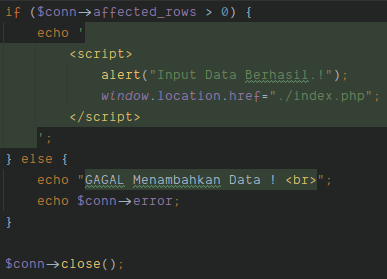 if ($conn->affected_rows > 0) {
    echo '
        <script>
            alert("Input Data Berhasil.!");
            window.location.href="./index.php";
        </script>
    ';
} else {
    echo "GAGAL Menambahkan Data ! <br>";
    echo $conn->error;
}
$conn->close();